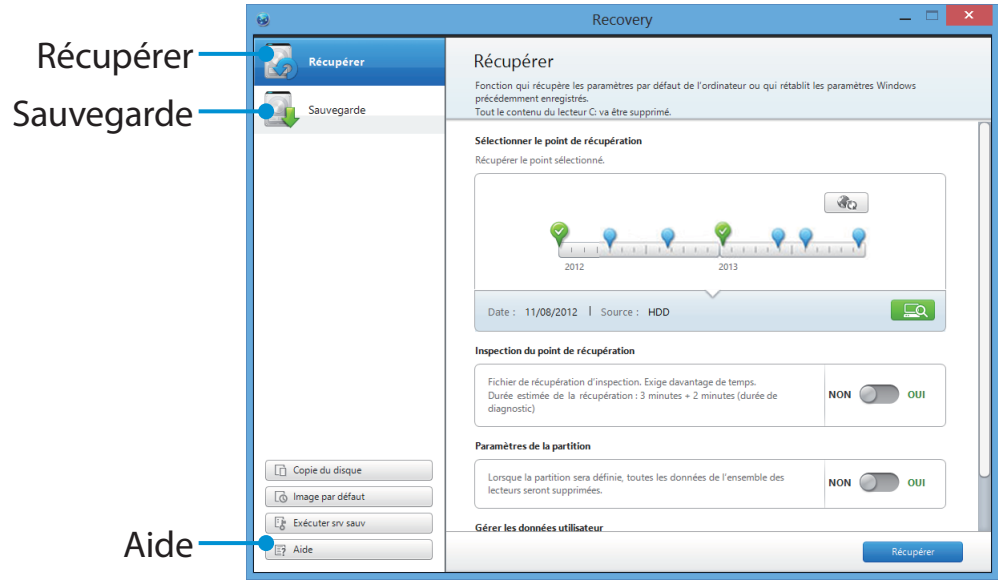 Recovery
Récupérer
Sauvegarde
Aide
Récupérer
Sauvegarde
Copie du disque
Image par défaut
Exécuter srv sauv
Aide
Récupérer
Fonction qui récupère les paramètres par défaut de l'ordinateur ou qui rétablit les paramètres Windows
précédemment enregistrés.
Tout le contenu du lecteur C: va être supprimé.
Sélectionner le point de récupération
Récupérer le point sélectionné.
2012
2013
Date : 11/08/2012 | Source : HDD
Inspection du point de récupération
Fichier de récupération d'inspection. Exige davantage de temps.
Durée estimée de la récupération : 3 minutes + 2 minutes (durée de
diagnostic)
NON OUI
Paramètres de la partition
Lorsque la partition sera définie, toutes les données de l'ensemble des
lecteurs seront supprimées.
NON OUI
Gérer les données utilisateur
Récupérer